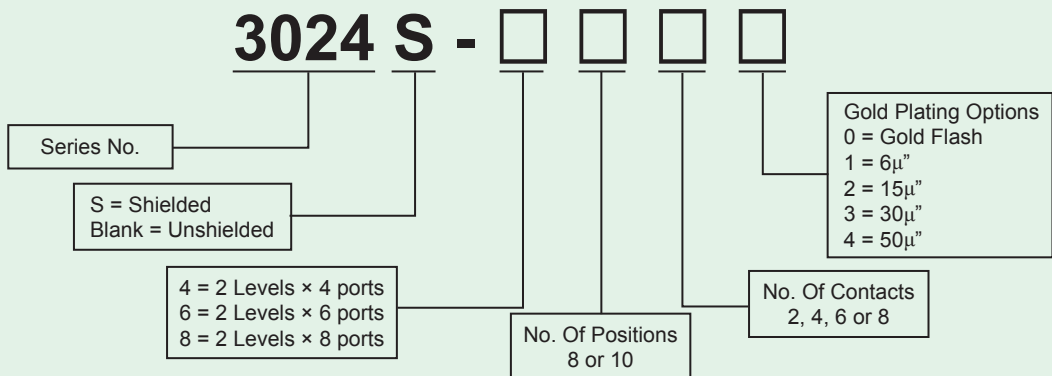 3024 S - □ □ □ □
Series No.
S = Shielded
Blank = Unshielded
4 = 2 Levels × 4 ports
6 = 2 Levels × 6 ports
8 = 2 Levels × 8 ports
No. Of Positions
8 or 10
No. Of Contacts
2, 4, 6 or 8
Gold Plating Options
0 = Gold Flash
1 = 6μ”
2 = 15μ”
3 = 30μ”
4 = 50μ”